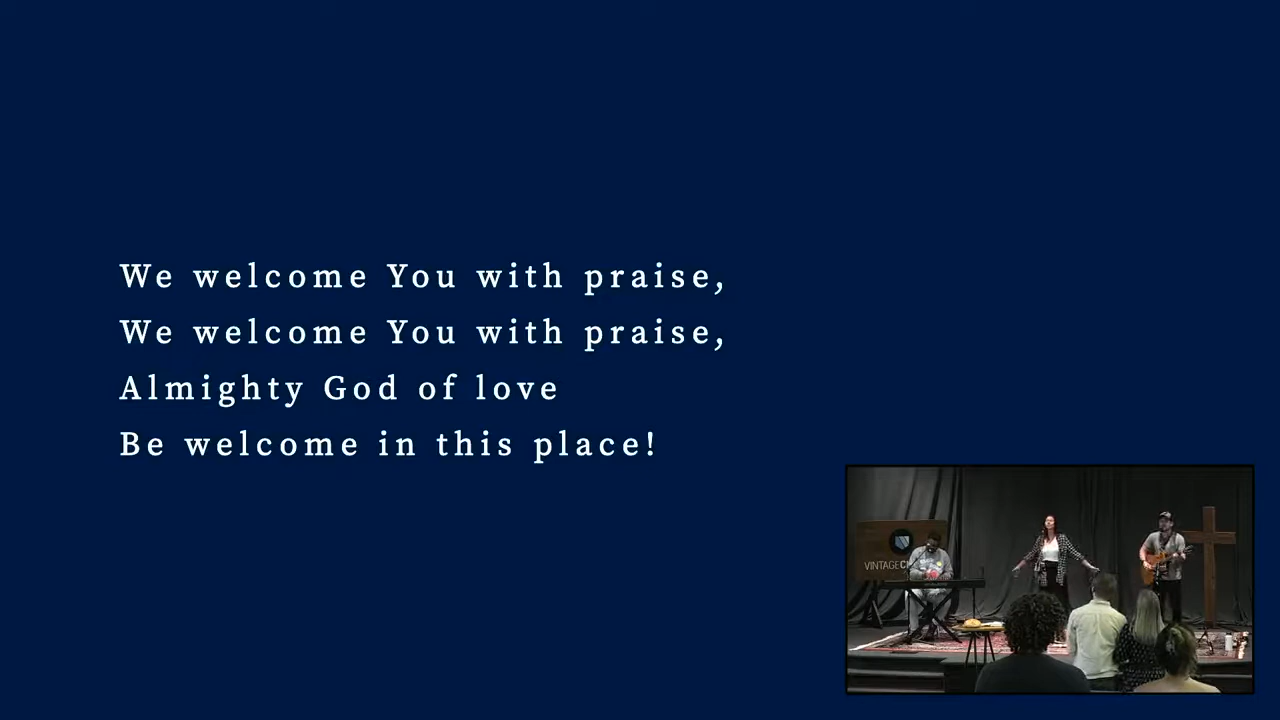 We welcome You with praise,
We welcome You with praise,
Almighty God of love
Be welcome in this place!
VINTAGE